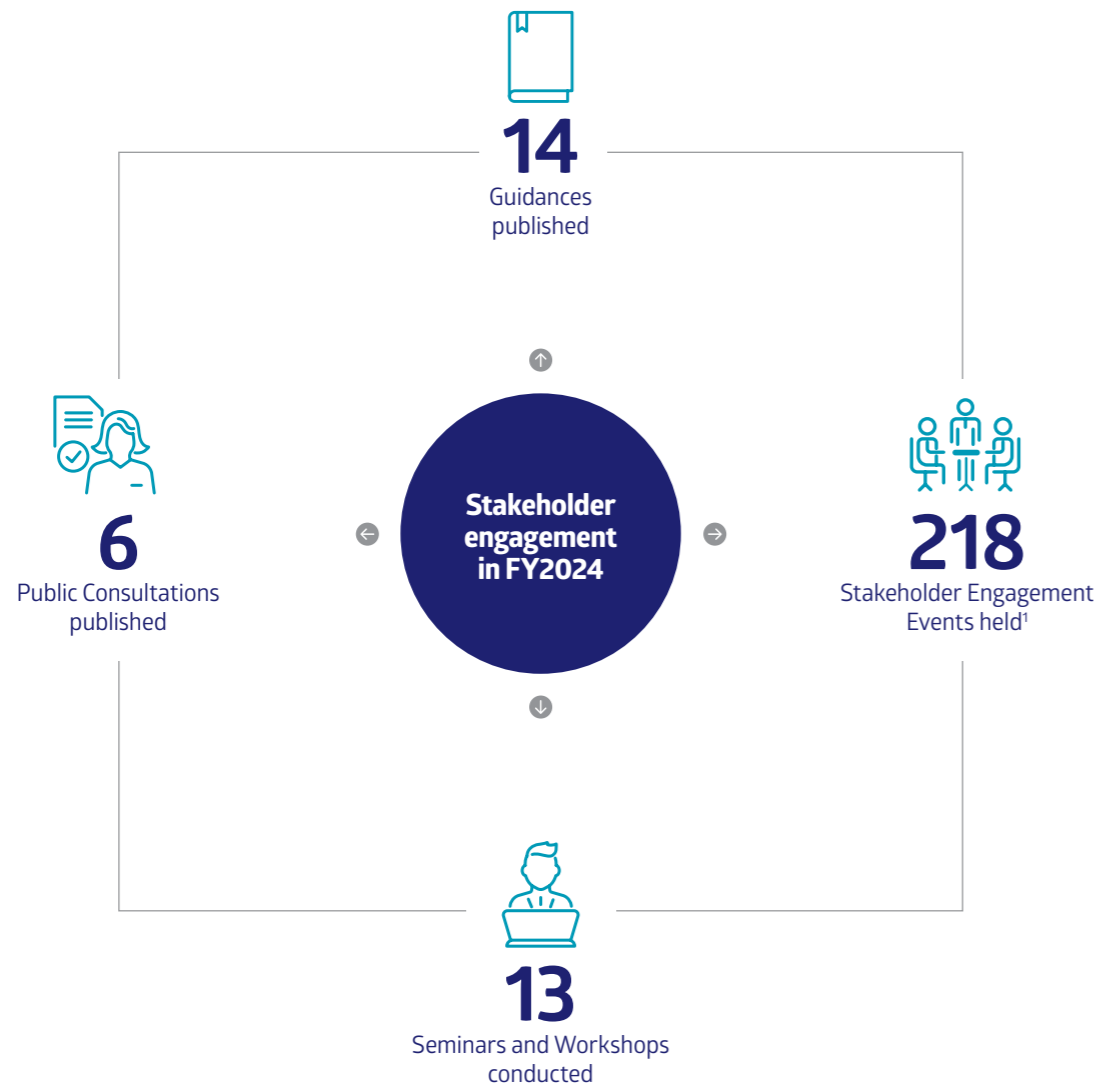 14
Guidances
published
6
Public Consultations
published
Stakeholder
engagement
in FY2024
218
Stakeholder Engagement
Events held¹
13
Seminars and Workshops
conducted